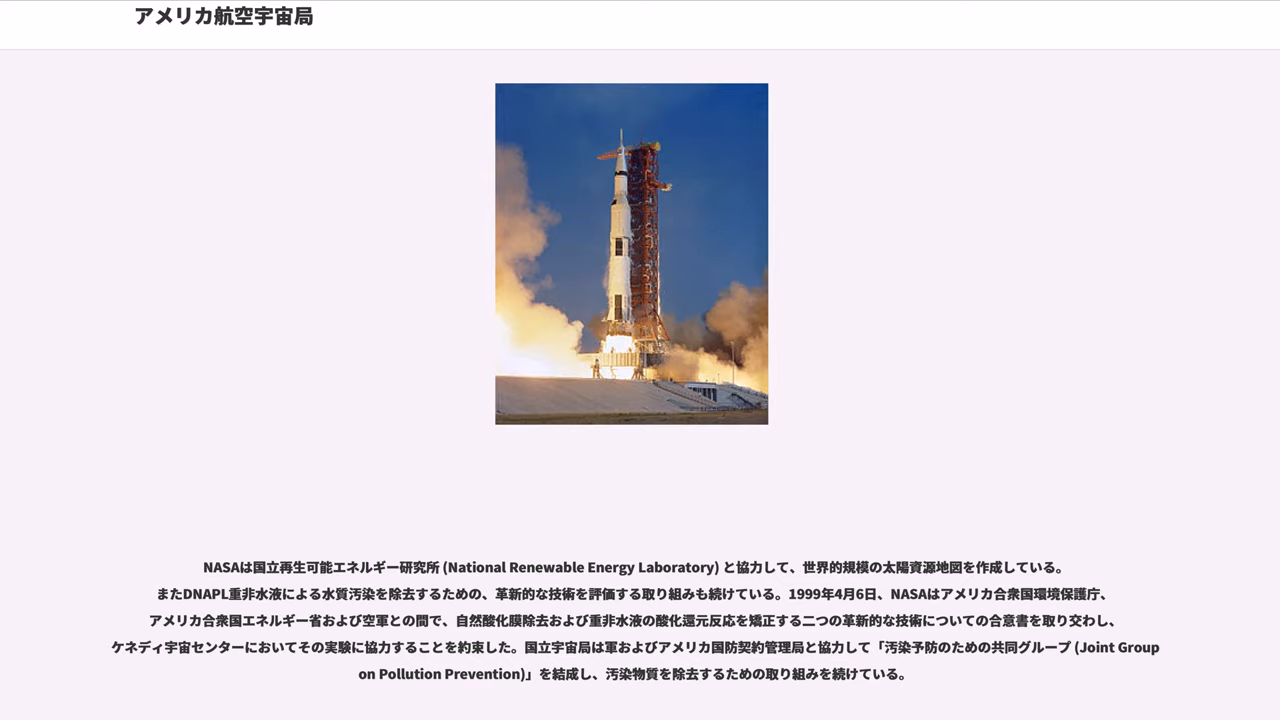 アメリカ航空宇宙局
NASAは国立再生可能エネルギー研究所 (National Renewable Energy Laboratory) と協力して、世界的規模の太陽資源地図を作成している。
またDNAPL重非水液による水質汚染を除去するための、革新的な技術を評価する取り組みも続けている。1999年4月6日、NASAはアメリカ合衆国環境保護庁、
アメリカ合衆国エネルギー省および空軍との間で、自然酸化膜除去および重非水液の酸化還元反応を矯正する二つの革新的な技術についての合意書を取り交わし、
ケネディ宇宙センターにおいてその実験に協力することを約束した。国立宇宙局は軍およびアメリカ国防契約管理局と協力して「汚染予防のための共同グループ (Joint Group
on Pollution Prevention)」を結成し、汚染物質を除去するための取り組みを続けている。